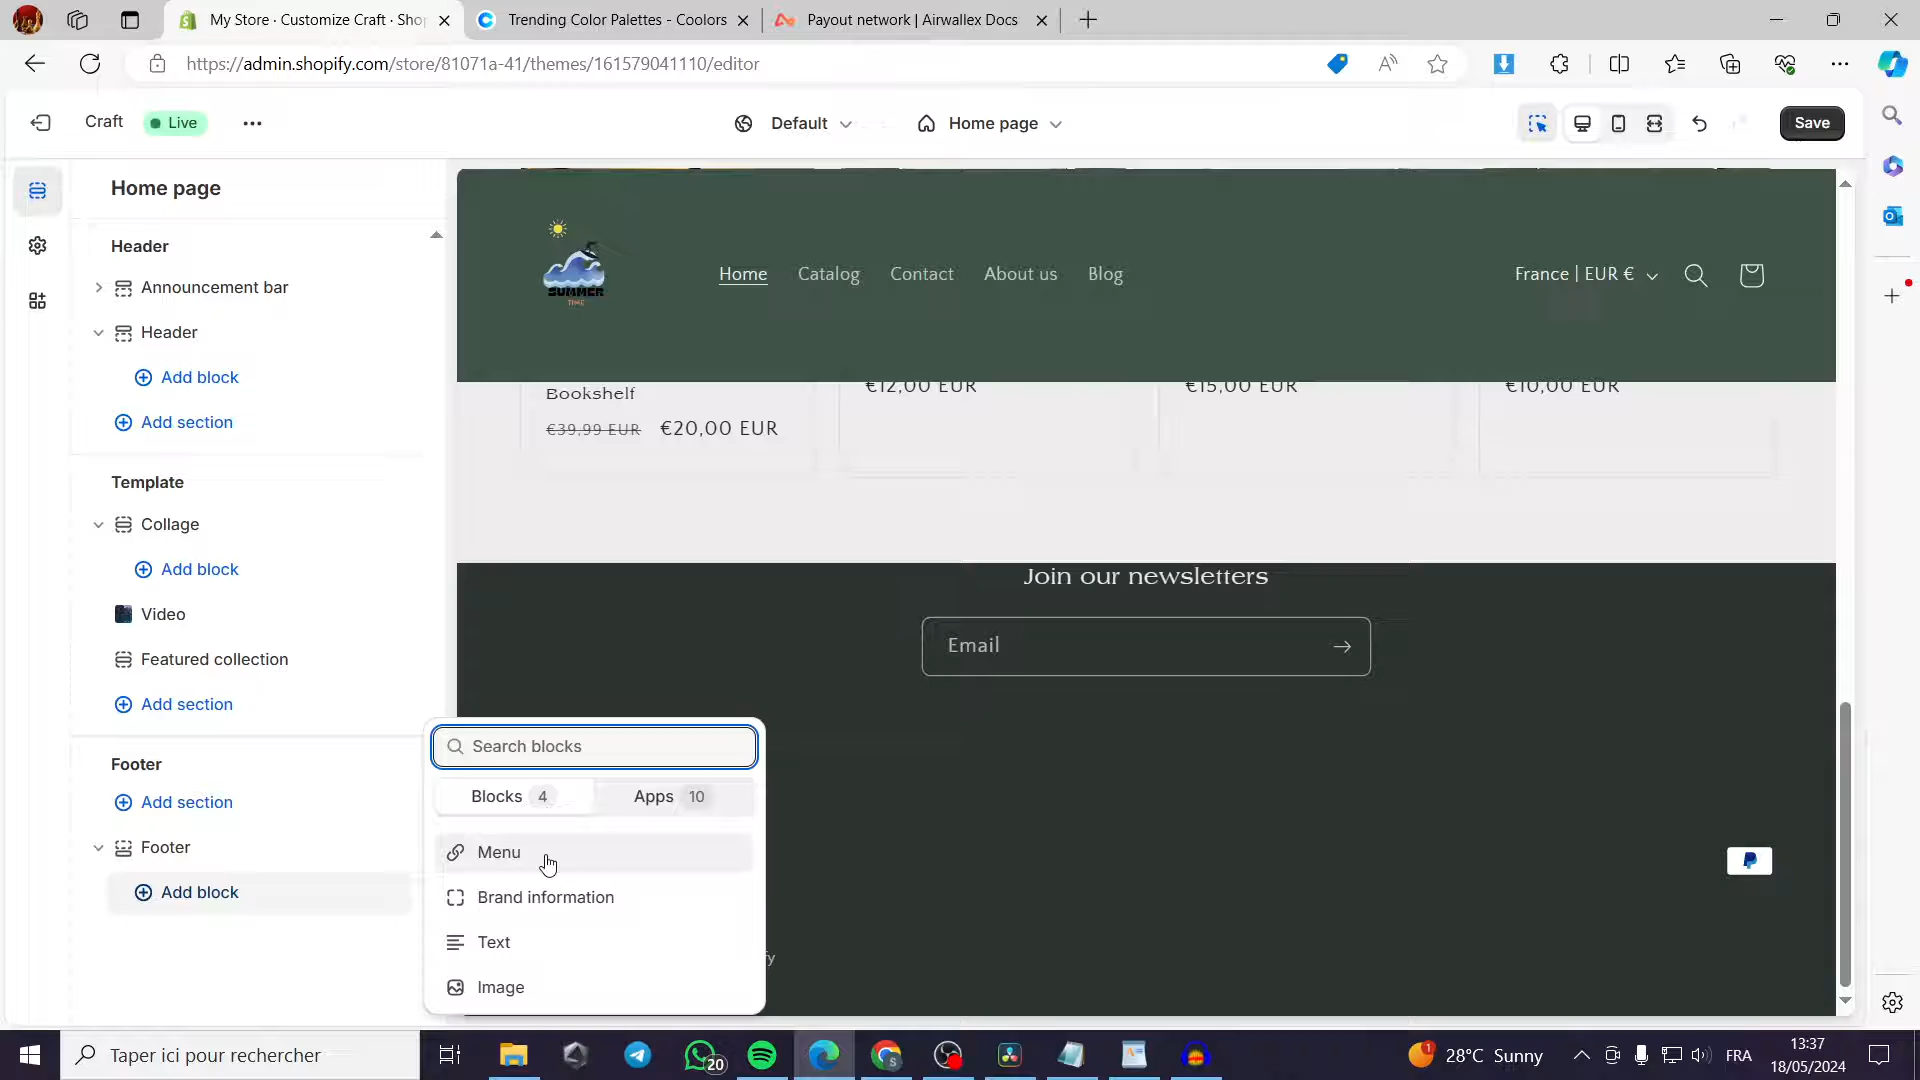 My Store · Customize Craft · Sho
Trending Color Palettes - Coolors
Payout network | Airwallex Docs
https://admin.shopify.com/store/81071a-41/themes/161579041110/editor
Craft
Live
Default
Home page
Save
Home page
Header
Announcement bar
Header
Add block
Add section
Template
Collage
Add block
Video
Featured collection
Add section
Footer
Add section
Footer
Add block
SUMMER
TIME
Home
Catalog
Contact
About us
Blog
France | EUR €
Bookshelf
€39,99 EUR €20,00 EUR
€12,00 EUR
€15,00 EUR
€10,00 EUR
Join our newsletters
Email
Search blocks
Blocks 4
Apps 10
Menu
Brand information
Text
Image
fy
Taper ici pour rechercher
20
1
28°C Sunny
FRA
13:37
18/05/2024